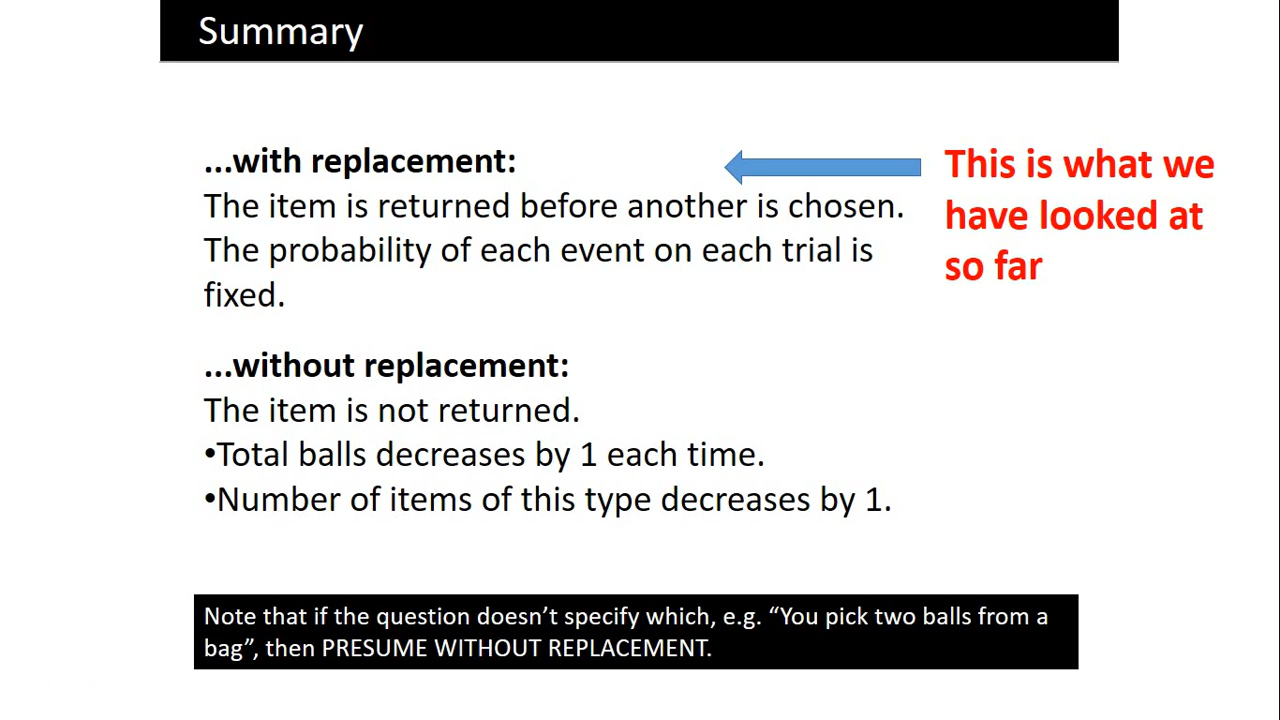 Summary
...with replacement:
The item is returned before another is chosen.
The probability of each event on each trial is
fixed.
This is what we
have looked at
so far
...without replacement:
The item is not returned.
•Total balls decreases by 1 each time.
•Number of items of this type decreases by 1.
Note that if the question doesn’t specify which, e.g. “You pick two balls from a
bag”, then PRESUME WITHOUT REPLACEMENT.